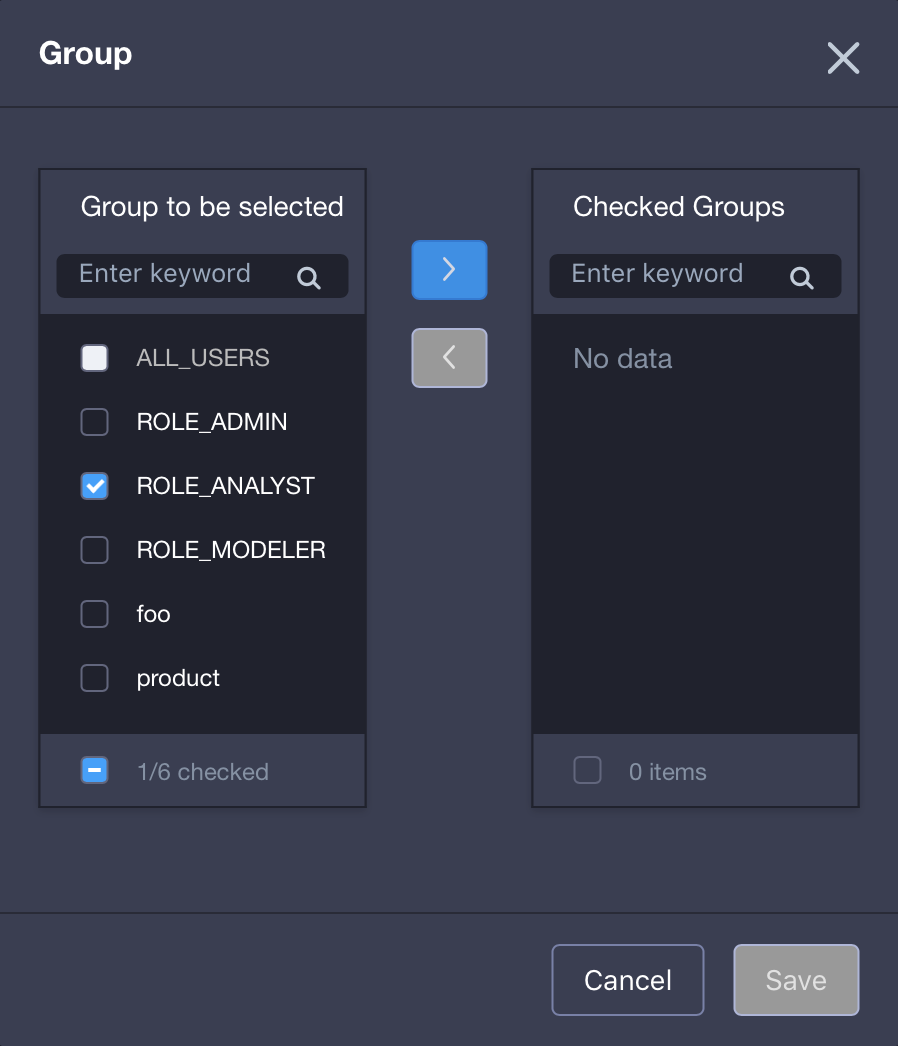 Group
Group to be selected
Enter keyword
ALL_USERS
ROLE_ADMIN
ROLE_ANALYST
ROLE_MODELER
foo
product
1/6 checked
Checked Groups
Enter keyword
No data
0 items
Cancel
Save